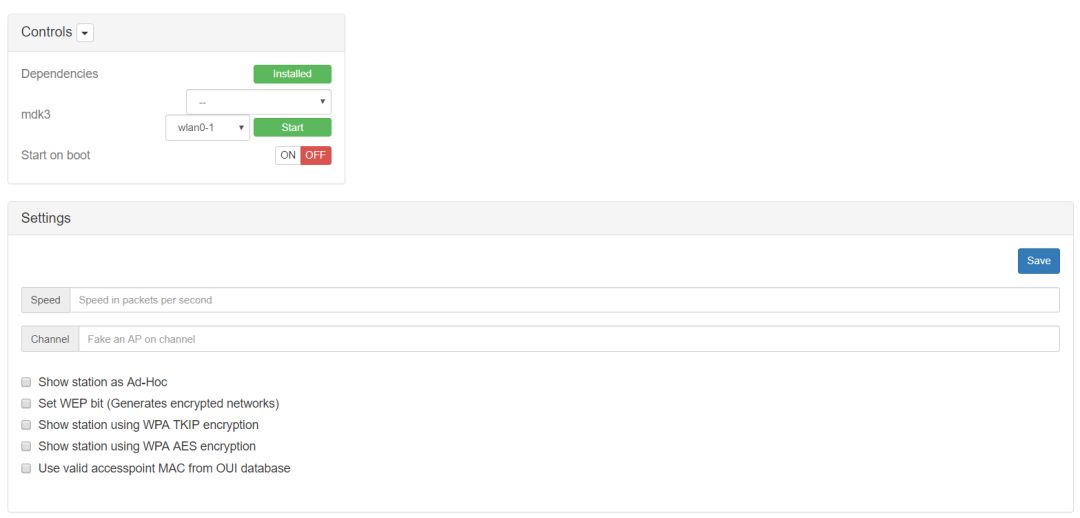 Controls
Dependencies Installed
--
mdk3
wlan0-1 Start
Start on boot ON OFF
Settings
Save
Speed Speed in packets per second
Channel Fake an AP on channel
Show station as Ad-Hoc
Set WEP bit (Generates encrypted networks)
Show station using WPA TKIP encryption
Show station using WPA AES encryption
Use valid accesspoint MAC from OUI database